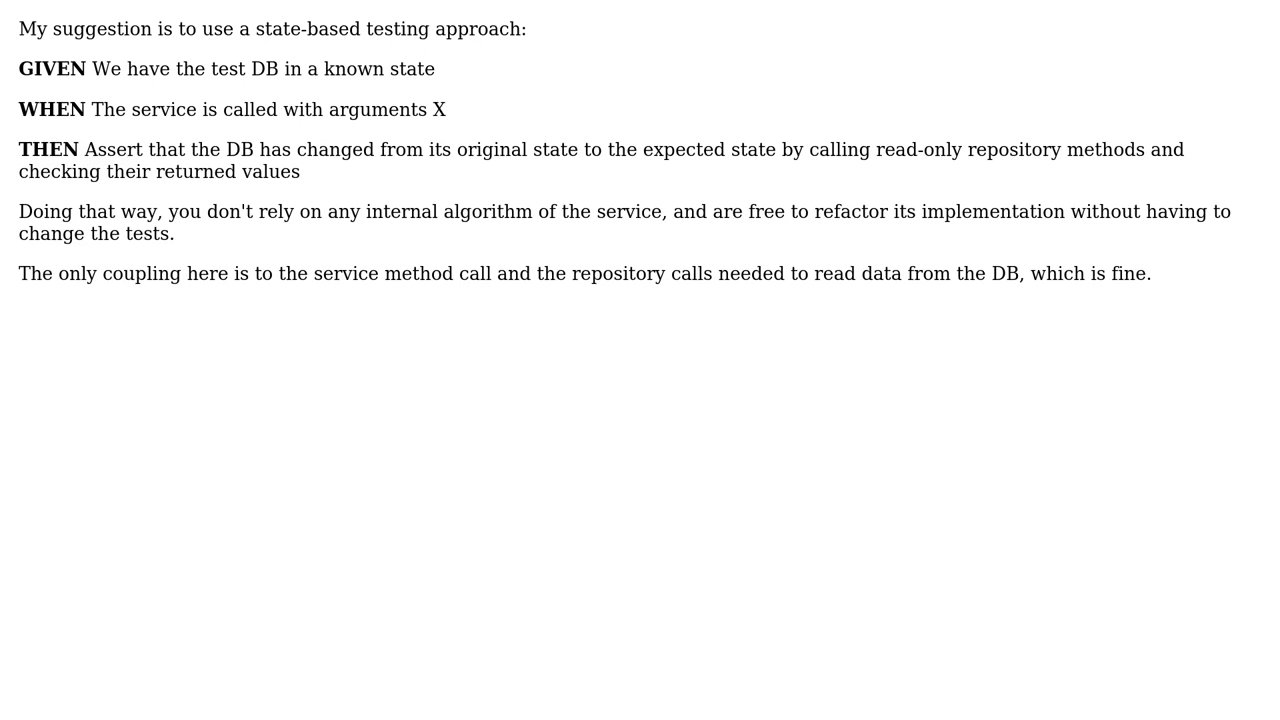 My suggestion is to use a state-based testing approach:
GIVEN We have the test DB in a known state
WHEN The service is called with arguments X
THEN Assert that the DB has changed from its original state to the expected state by calling read-only repository methods and
checking their returned values
Doing that way, you don't rely on any internal algorithm of the service, and are free to refactor its implementation without having to
change the tests.
The only coupling here is to the service method call and the repository calls needed to read data from the DB, which is fine.